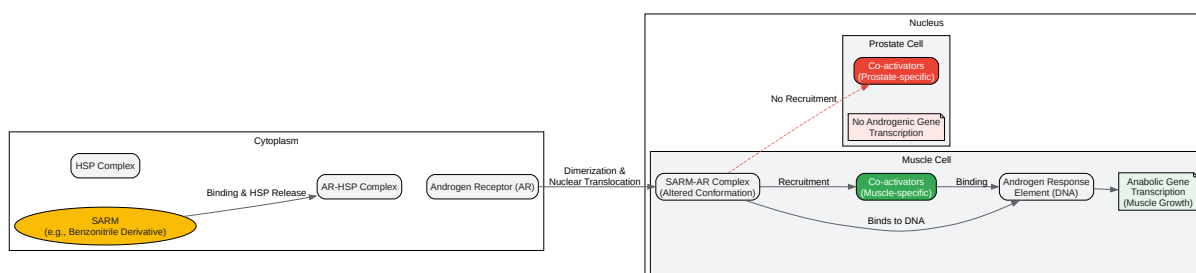 Nucleus
Prostate Cell
Co-activators
(Prostate-specific)
No Recruitment
No Androgenic Gene
Transcription
Cytoplasm
HSP Complex
Binding & HSP Release
AR-HSP Complex
Androgen Receptor (AR)
SARM
(e.g., Benzonitrile Derivative)
Dimerization &
Nuclear Translocation
Muscle Cell
SARM-AR Complex
(Altered Conformation)
Recruitment
Co-activators
(Muscle-specific)
Binding
Androgen Response
Element (DNA)
Anabolic Gene
Transcription
(Muscle Growth)
Binds to DNA